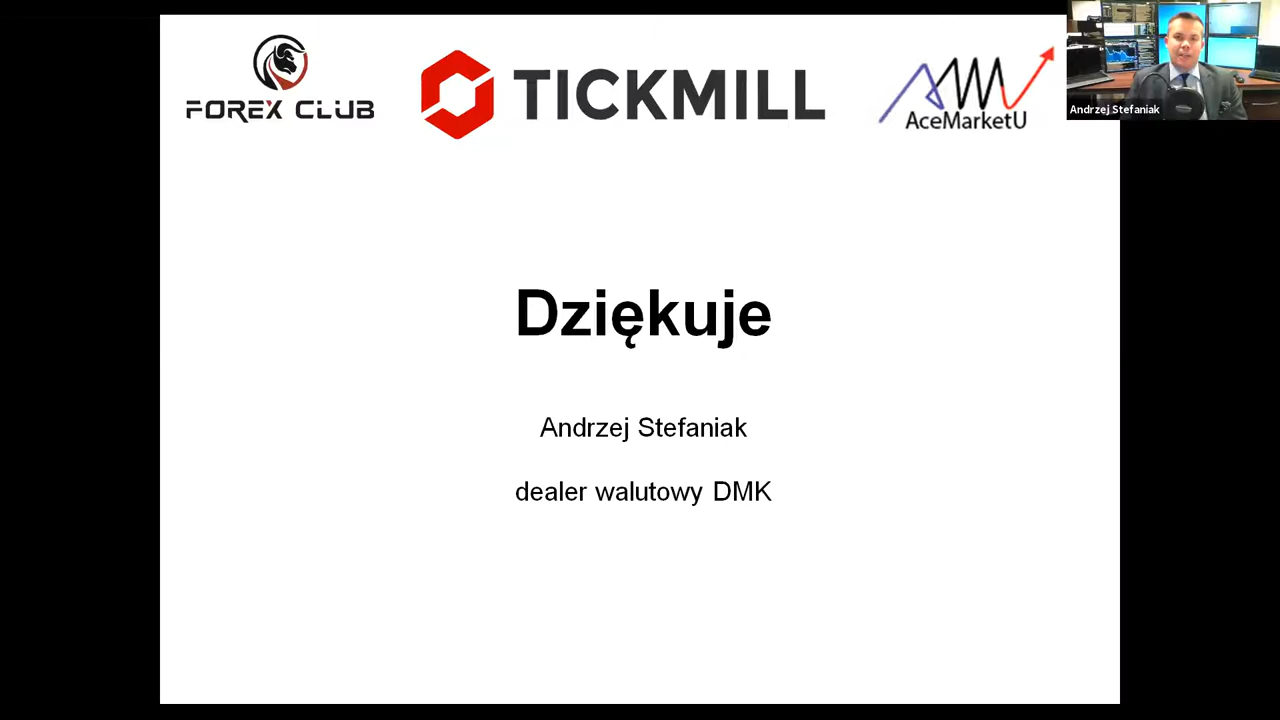 FOREX CLUB
TICKMILL
AceMarketU
Andrzej Stefaniak
Dziękuje
Andrzej Stefaniak
dealer walutowy DMK